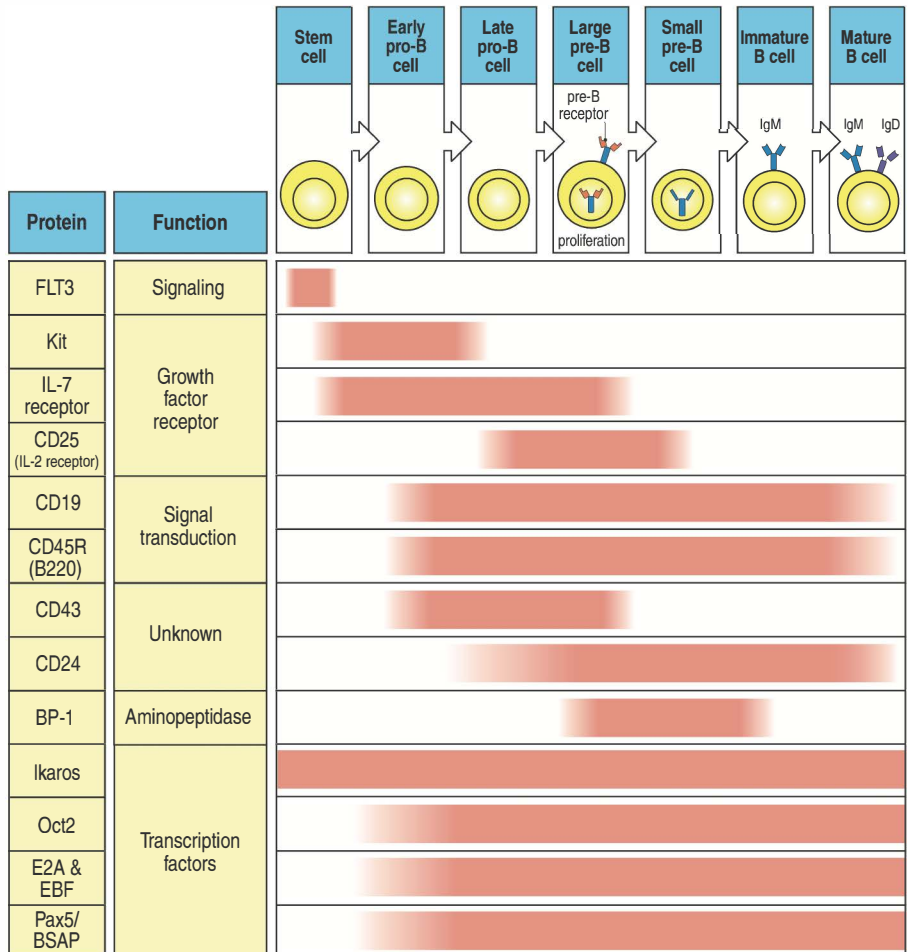 Stem
cell
Early
pro-B
cell
Late
pro-B
cell
Large
pre-B
cell
Small
pre-B
cell
Immature
B cell
Mature
B cell
pre-B
receptor
proliferation
IgM
IgM
IgD
Protein
Function
FLT3
Signaling
Kit
Growth
factor
receptor
IL-7
receptor
CD25
(IL-2 receptor)
CD19
Signal
transduction
CD45R
(B220)
CD43
Unknown
CD24
BP-1
Aminopeptidase
Ikaros
Transcription
factors
Oct2
E2A &
EBF
Pax5/
BSAP